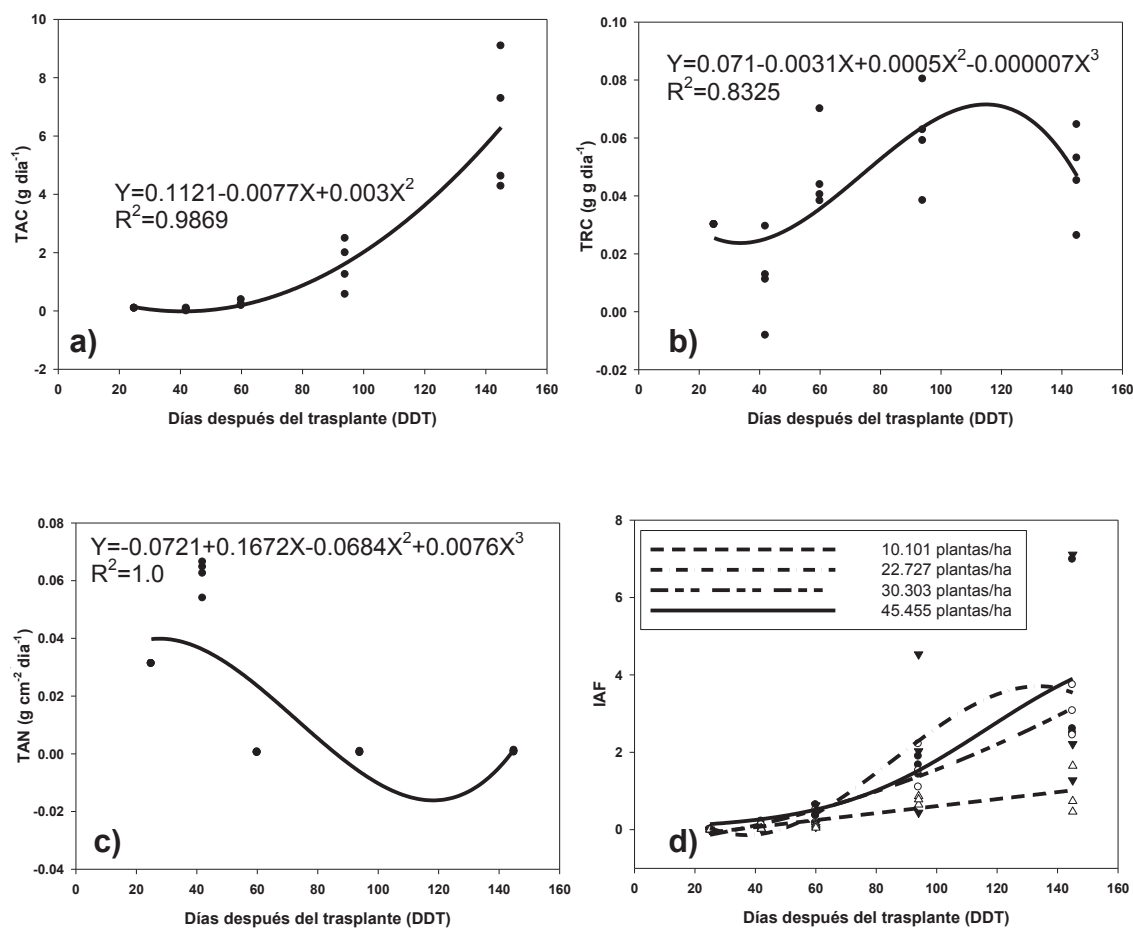 10
8
6
4
2
0
-2
TAC (g dia-1)
Y=0.1121-0.0077X+0.003X2
R2=0.9869
a)
0 20 40 60 80 100 120 140 160
Días después del trasplante (DDT)
0.10
0.08
0.06
0.04
0.02
0.00
-0.02
TRC (g g dia-1)
Y=0.071-0.0031X+0.0005X2-0.000007X3
R2=0.8325
b)
0 20 40 60 80 100 120 140 160
Días después del trasplante (DDT)
0.08
0.06
0.04
0.02
0.00
-0.02
-0.04
TAN (g cm-2 dia-1)
Y=-0.0721+0.1672X-0.0684X2+0.0076X3
R2=1.0
c)
0 20 40 60 80 100 120 140 160
Días después del trasplante (DDT)
8
6
4
2
0
IAF
10.101 plantas/ha
22.727 plantas/ha
30.303 plantas/ha
45.455 plantas/ha
d)
0 20 40 60 80 100 120 140 160
Días después del trasplante (DDT)